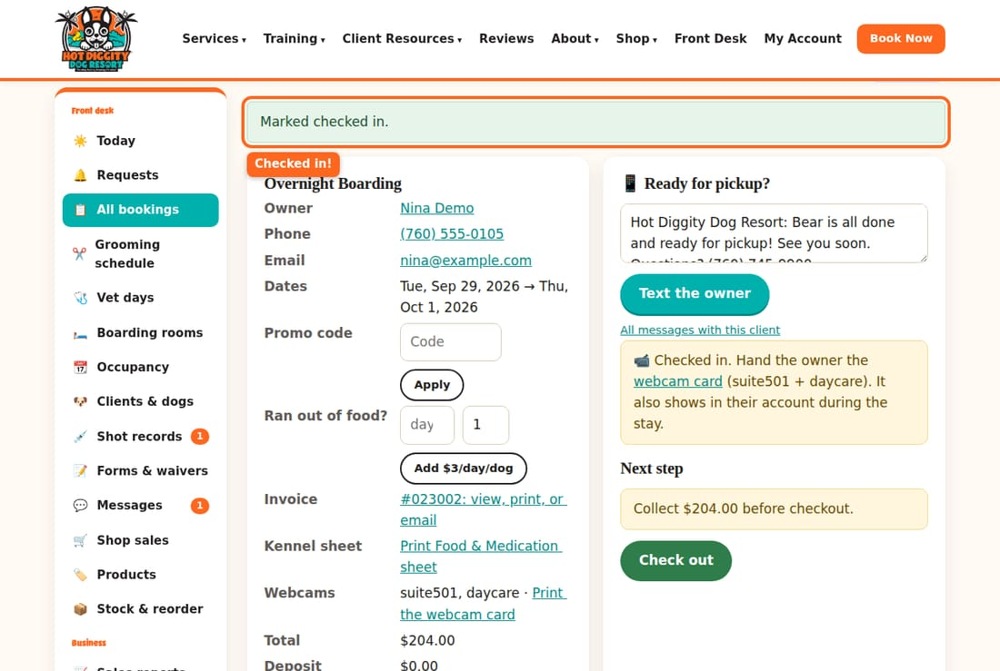 HOT DIGGITY
DOG RESORT
Services ▾
Training ▾
Client Resources ▾
Reviews
About ▾
Shop ▾
Front Desk
My Account
Book Now
Front desk
Today
Requests
All bookings
Grooming
schedule
Vet days
Boarding rooms
Occupancy
Clients & dogs
Shot records 1
Forms & waivers
Messages 1
Shop sales
Products
Stock & reorder
Business
Sales reports
Marked checked in.
Checked in!
Overnight Boarding
Owner Nina Demo
Phone (760) 555-0105
Email nina@example.com
Dates Tue, Sep 29, 2026 → Thu,
Oct 1, 2026
Promo code Code
Apply
Ran out of food? day 1
Add $3/day/dog
Invoice #023002: view, print, or
email
Kennel sheet Print Food & Medication
sheet
Webcams suite501, daycare · Print
the webcam card
Total $204.00
Deposit $0.00
Ready for pickup?
Hot Diggity Dog Resort: Bear is all done
and ready for pickup! See you soon.
Questions? (760) 745-9900
Text the owner
All messages with this client
Checked in. Hand the owner the
webcam card (suite501 + daycare). It
also shows in their account during the
stay.
Next step
Collect $204.00 before checkout.
Check out